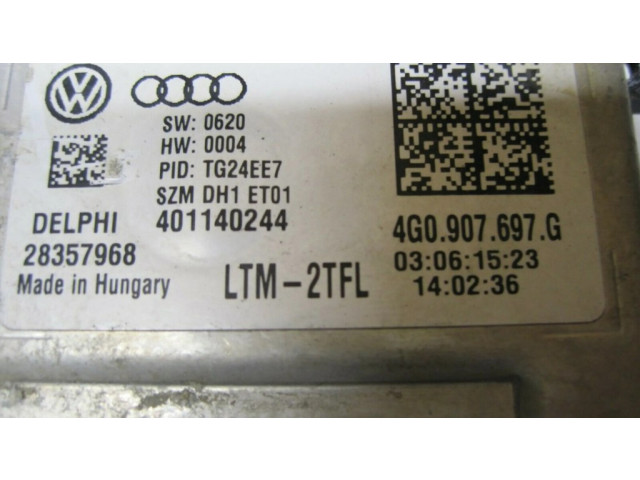 SW: 0620
HW: 0004
PID: TG24EE7
SZM DH1 ET01
DELPHI 401140244
28357968
Made in Hungary
LTM-2TFL
4G0.907.697.G
03:06:15:23
14:02:36